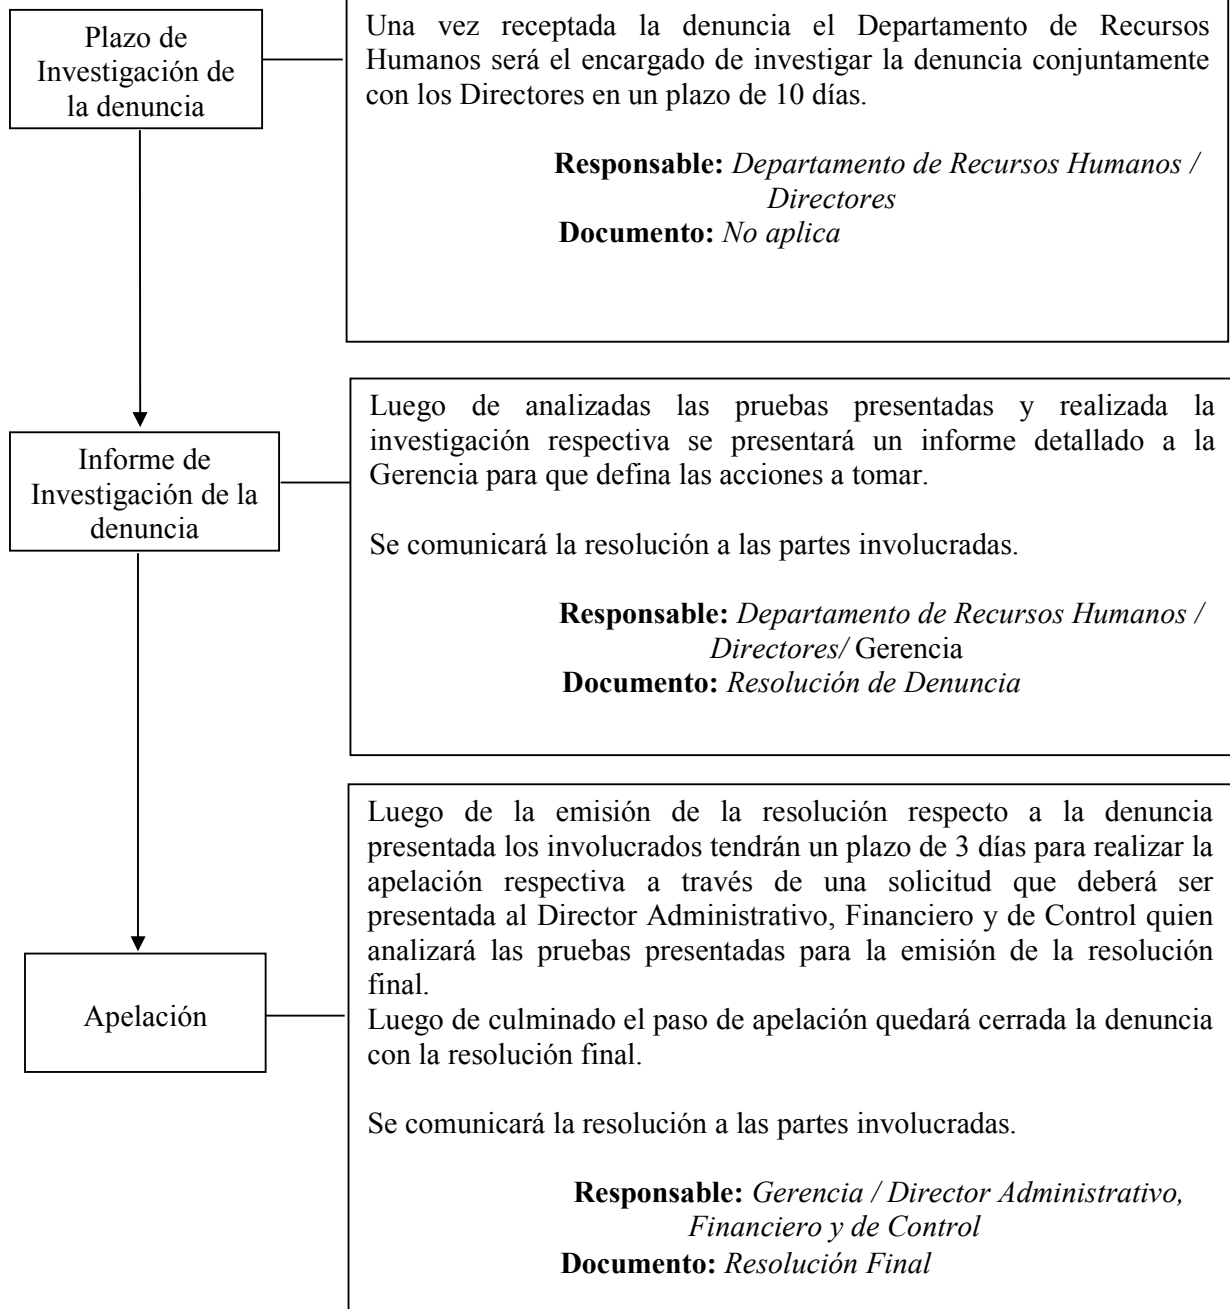 Plazo de
Investigación de
la denuncia
Una vez receptada la denuncia el Departamento de Recursos
Humanos será el encargado de investigar la denuncia conjuntamente
con los Directores en un plazo de 10 días.
Responsable: Departamento de Recursos Humanos /
Directores
Documento: No aplica
Informe de
Investigación de la
denuncia
Luego de analizadas las pruebas presentadas y realizada la
investigación respectiva se presentará un informe detallado a la
Gerencia para que defina las acciones a tomar.
Se comunicará la resolución a las partes involucradas.
Responsable: Departamento de Recursos Humanos /
Directores/ Gerencia
Documento: Resolución de Denuncia
Apelación
Luego de la emisión de la resolución respecto a la denuncia
presentada los involucrados tendrán un plazo de 3 días para realizar la
apelación respectiva a través de una solicitud que deberá ser
presentada al Director Administrativo, Financiero y de Control quien
analizará las pruebas presentadas para la emisión de la resolución
final.
Luego de culminado el paso de apelación quedará cerrada la denuncia
con la resolución final.
Se comunicará la resolución a las partes involucradas.
Responsable: Gerencia / Director Administrativo,
Financiero y de Control
Documento: Resolución Final